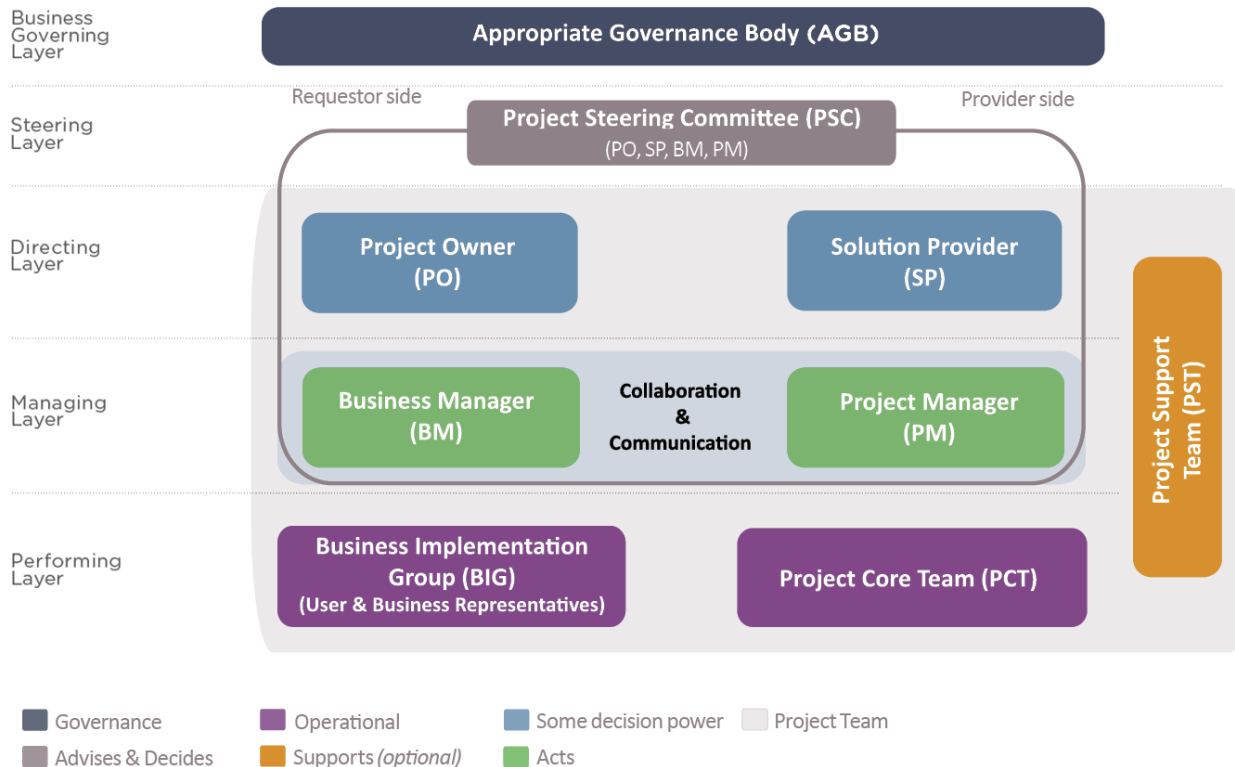 Business
Governing
Layer
Appropriate Governance Body (AGB)
Requestor side
Provider side
Steering
Layer
Project Steering Committee (PSC)
(PO, SP, BM, PM)
Directing
Layer
Project Owner
(PO)
Solution Provider
(SP)
Managing
Layer
Business Manager
(BM)
Collaboration
&
Communication
Project Manager
(PM)
Project Support
Team (PST)
Performing
Layer
Business Implementation
Group (BIG)
(User & Business Representatives)
Project Core Team (PCT)
Governance
Operational
Some decision power
Project Team
Advises & Decides
Supports (optional)
Acts